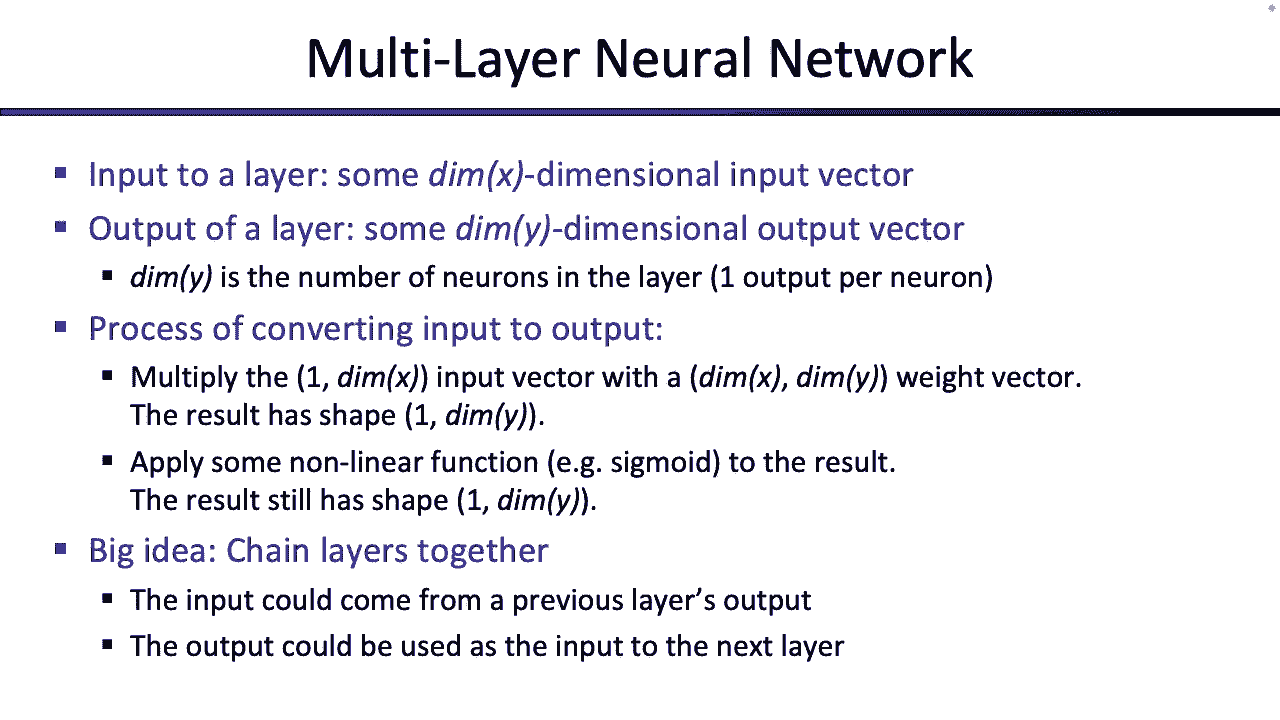 Multi-Layer Neural Network
▪ Input to a layer: some dim(x)-dimensional input vector
▪ Output of a layer: some dim(y)-dimensional output vector
▪ dim(y) is the number of neurons in the layer (1 output per neuron)
▪ Process of converting input to output:
▪ Multiply the (1, dim(x)) input vector with a (dim(x), dim(y)) weight vector.
The result has shape (1, dim(y)).
▪ Apply some non-linear function (e.g. sigmoid) to the result.
The result still has shape (1, dim(y)).
▪ Big idea: Chain layers together
▪ The input could come from a previous layer’s output
▪ The output could be used as the input to the next layer